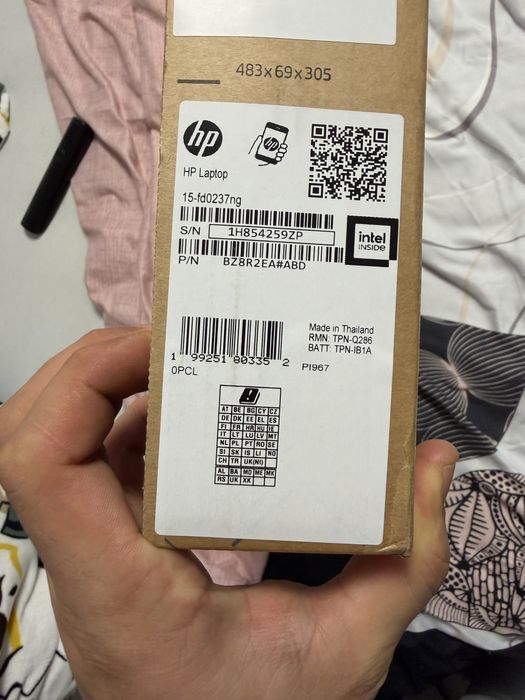 483x69x305
hp
hp
HP Laptop
15-fd0237ng
S/N 1H854259ZP
intel
INSIDE
P/N BZ8R2EA#ABD
Made in Thailand
RMN: TPN-Q286
BATT: TPN-IB1A
1 99251 80335 2
0PCL
PI967
AT BE BG CY CZ
DE DK EE EL ES
FI FR HR HU IE
IT LT LU LV MT
NL PL PT RO SE
SI SK IS LI NO
CH TR UK(NI)
AL BA MD ME MK
RS UK XK